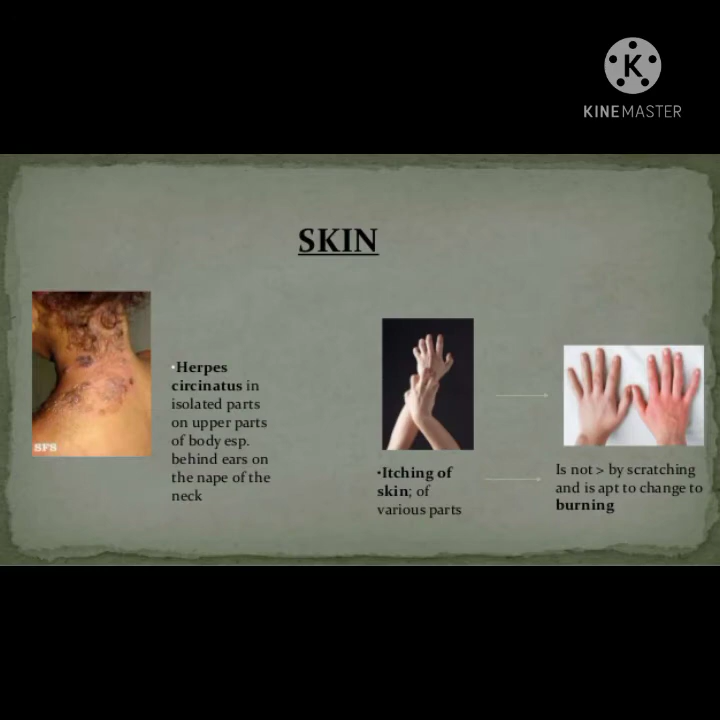 K
KINEMASTER
SKIN
•Herpes
circinatus in
isolated parts
on upper parts
of body esp.
behind ears on
the nape of the
neck
SFS
•Itching of
skin; of
various parts
Is not > by scratching
and is apt to change to
burning